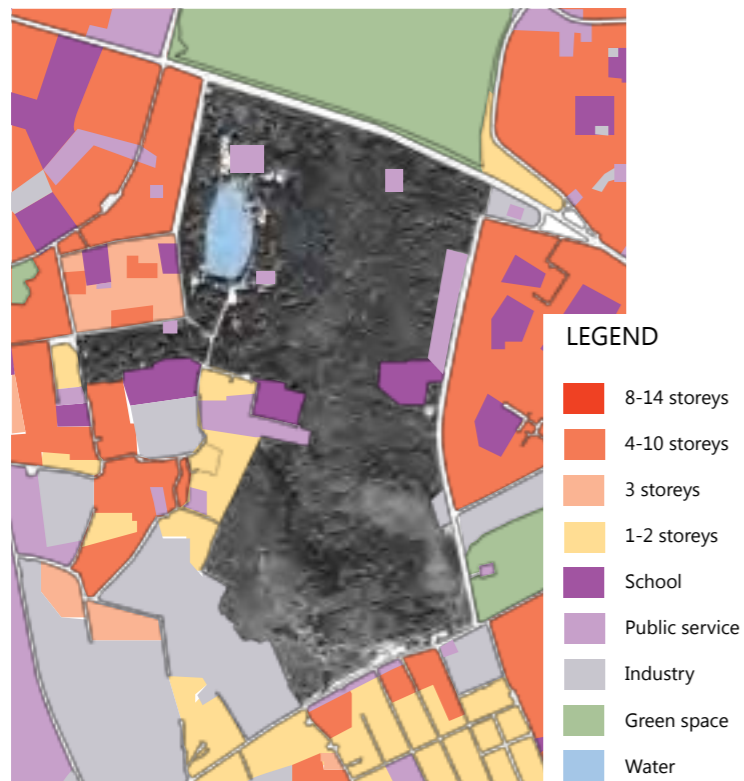 LEGEND
8-14 storeys
4-10 storeys
3 storeys
1-2 storeys
School
Public service
Industry
Green space
Water